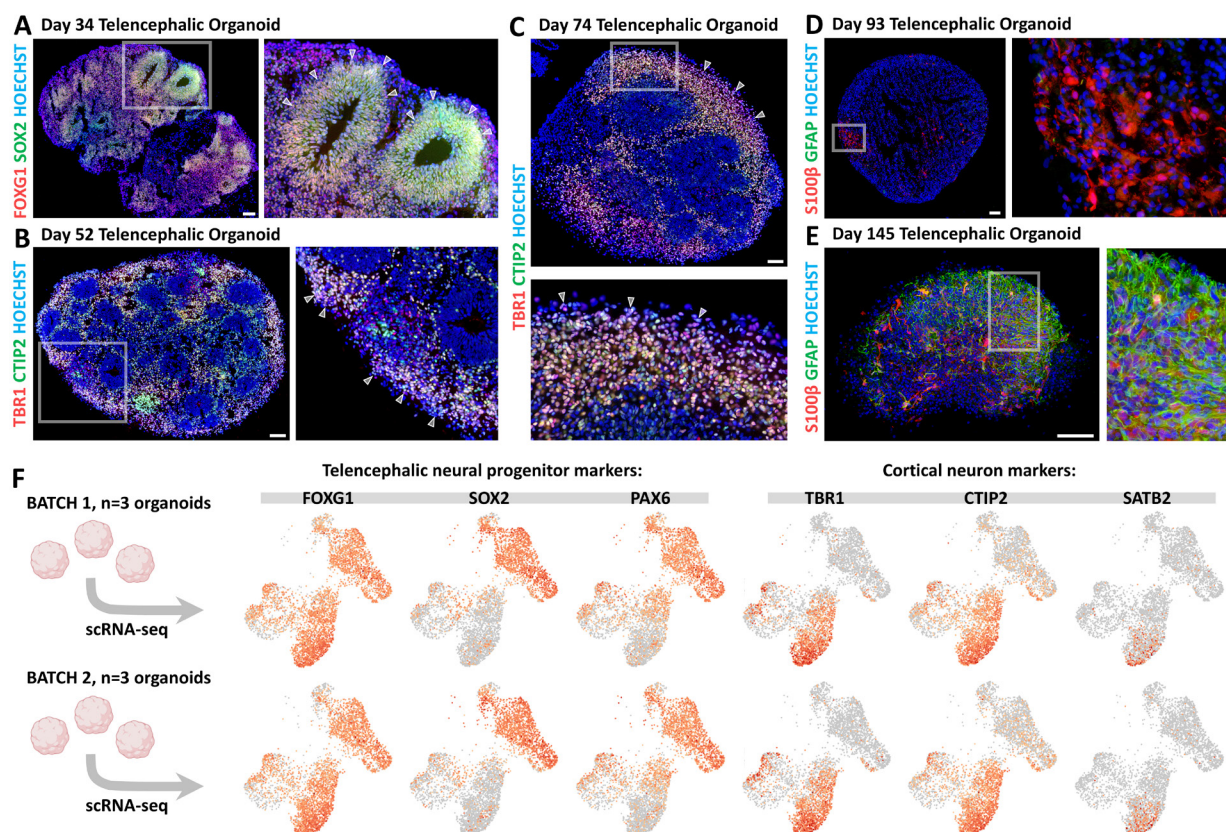 A Day 34 Telencephalic Organoid
FOXG1 SOX2 HOECHST
B Day 52 Telencephalic Organoid
TBR1 CTIP2 HOECHST
C Day 74 Telencephalic Organoid
TBR1 CTIP2 HOECHST
D Day 93 Telencephalic Organoid
S100β GFAP HOECHST
E Day 145 Telencephalic Organoid
S100β GFAP HOECHST
F
Telencephalic neural progenitor markers:
Cortical neuron markers:
FOXG1 SOX2 PAX6 TBR1 CTIP2 SATB2
BATCH 1, n=3 organoids
scRNA-seq
BATCH 2, n=3 organoids
scRNA-seq